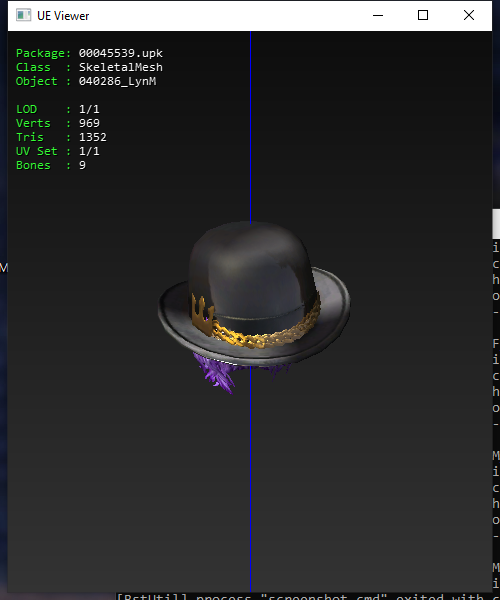 UE Viewer
Package: 00045539.upk
Class  : SkeletalMesh
Object : 040286_LynM
LOD    : 1/1
Verts  : 969
Tris   : 1352
UV Set : 1/1
Bones  : 9
M
i
c
h
o
-
F
i
c
h
o
-
M
i
c
h
o
-
M
i
[BstUtil] process "screenshot.cmd" exited with c